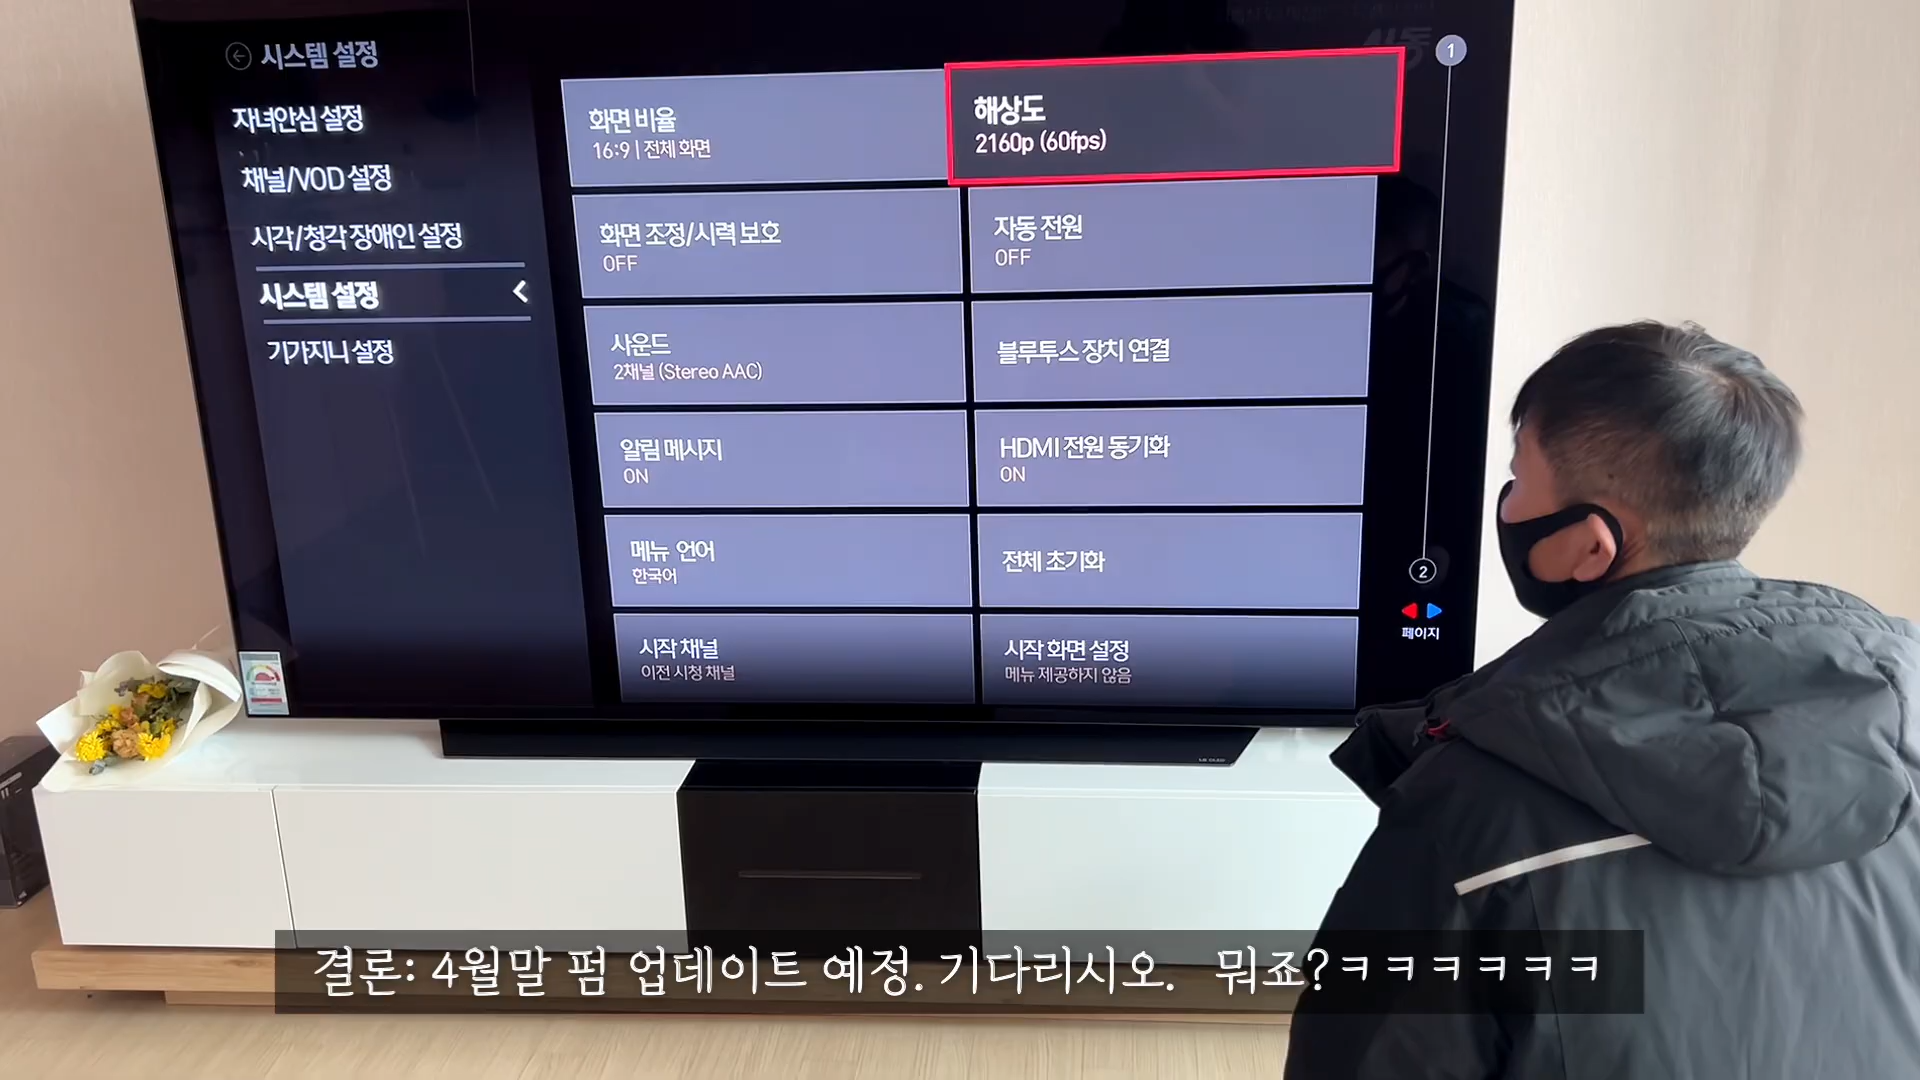 시스템 설정
자녀안심 설정
채널/VOD 설정
시각/청각 장애인 설정
시스템 설정
기가지니 설정
화면 비율
16:9 | 전체 화면
해상도
2160p (60fps)
화면 조정/시력 보호
OFF
자동 전원
OFF
사운드
2채널 (Stereo AAC)
블루투스 장치 연결
알림 메시지
ON
HDMI 전원 동기화
ON
메뉴 언어
한국어
전체 초기화
시작 채널
이전 시청 채널
시작 화면 설정
메뉴 제공하지 않음
1
2
페이지
LG OLED
결론: 4월말 펌 업데이트 예정. 기다리시오. 뭐죠?ㅋㅋㅋㅋㅋㅋ